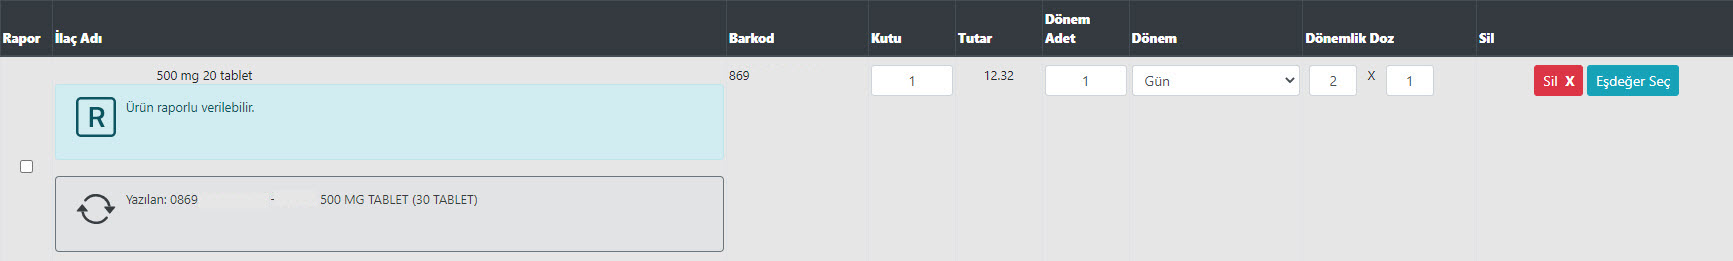 Rapor İlaç Adı Barkod Kutu Tutar Dönem Adet Dönem Dönemlik Doz Sil
500 mg 20 tablet 869 1 12.32 1 Gün 2 X 1 Sil X Eşdeğer Seç
R Ürün raporlu verilebilir.
Yazılan: 0869 - 500 MG TABLET (30 TABLET)